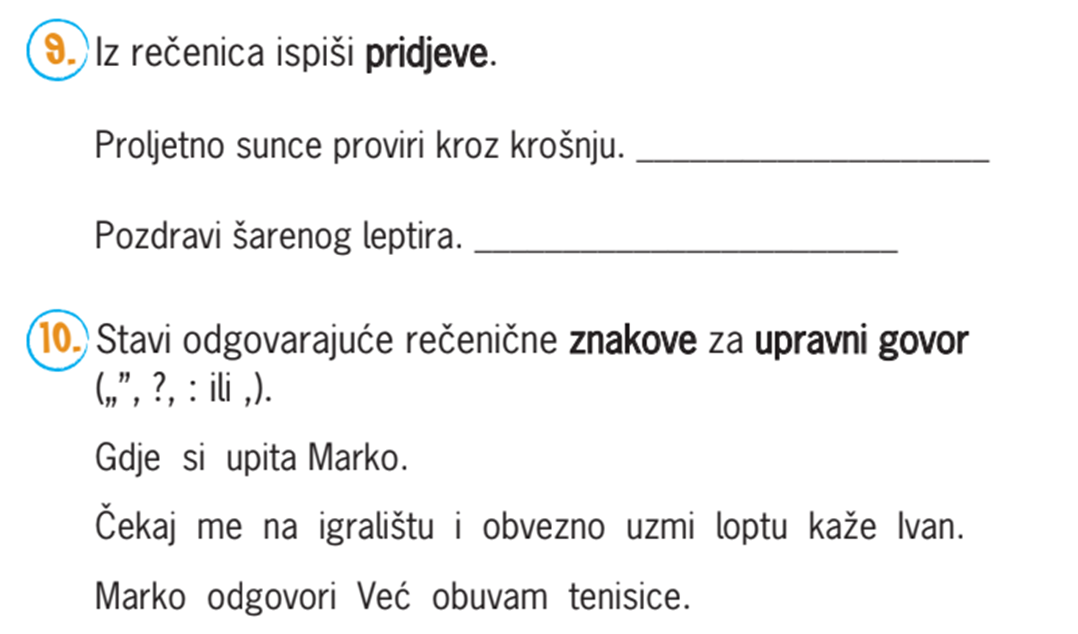 9. Iz rečenica ispiši pridjeve.
Proljetno sunce proviri kroz krošnju. ____________________
Pozdravi šarenog leptira. ________________________
10. Stavi odgovarajuće rečenične znakove za upravni govor
(„”, ?, : ili ,).
Gdje si upita Marko.
Čekaj me na igralištu i obvezno uzmi loptu kaže Ivan.
Marko odgovori Već obuvam tenisice.